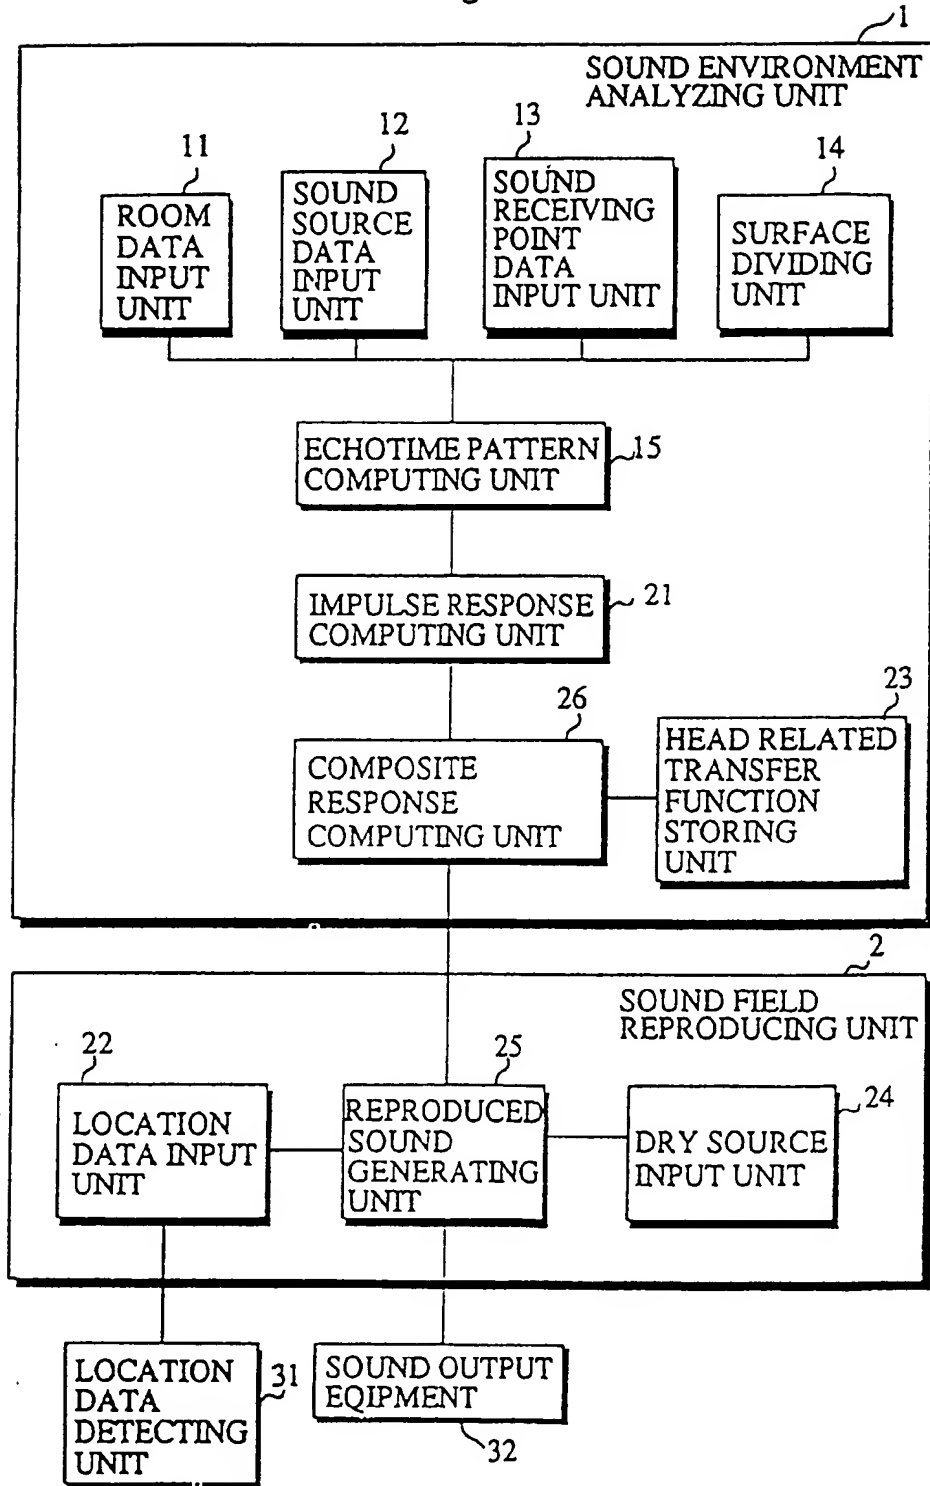 1
SOUND ENVIRONMENT
ANALYZING UNIT
11
ROOM
DATA
INPUT
UNIT
12
SOUND
SOURCE
DATA
INPUT
UNIT
13
SOUND
RECEIVING
POINT
DATA
INPUT UNIT
14
SURFACE
DIVIDING
UNIT
ECHOTIME PATTERN
COMPUTING UNIT
15
IMPULSE RESPONSE
COMPUTING UNIT
21
26
COMPOSITE
RESPONSE
COMPUTING UNIT
23
HEAD RELATED
TRANSFER
FUNCTION
STORING
UNIT
2
SOUND FIELD
REPRODUCING UNIT
22
LOCATION
DATA INPUT
UNIT
25
REPRODUCED
SOUND
GENERATING
UNIT
24
DRY SOURCE
INPUT UNIT
LOCATION
DATA
DETECTING
UNIT
31
SOUND OUTPUT
EQIPMENT
32